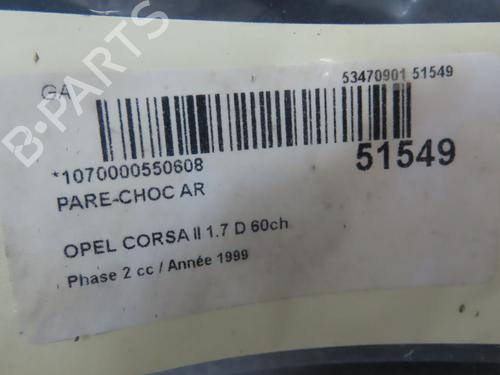 GA
53470901 51549
*1070000550608
51549
PARE-CHOC AR
OPEL CORSA II 1.7 D 60ch
Phase 2 cc / Année 1999
B-PARTS